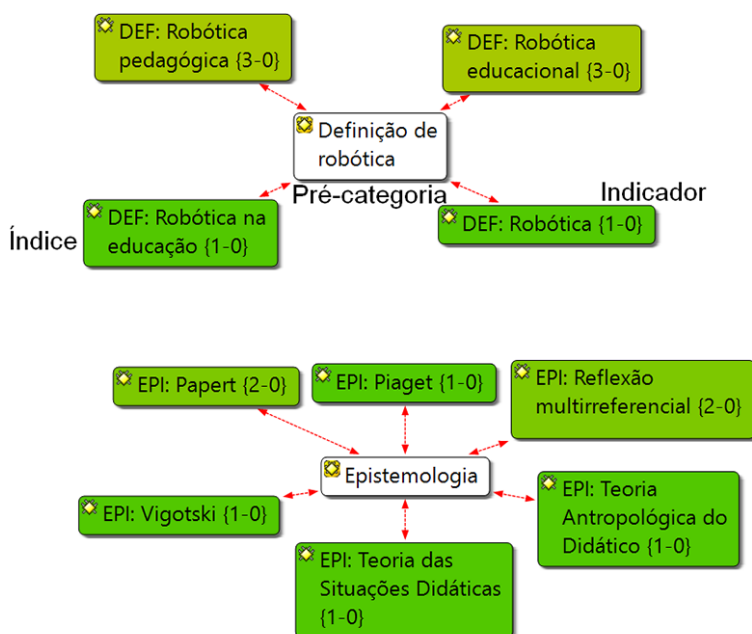 DEF: Robótica
pedagógica {3-0}
DEF: Robótica
educacional {3-0}
Definição de
robótica
Pré-categoria
Indicador
Índice
DEF: Robótica na
educação {1-0}
DEF: Robótica {1-0}
EPI: Papert {2-0}
EPI: Piaget {1-0}
EPI: Reflexão
multirreferencial {2-0}
Epistemologia
EPI: Vigotski {1-0}
EPI: Teoria
Antropológica do
Didático {1-0}
EPI: Teoria das
Situações Didáticas
{1-0}